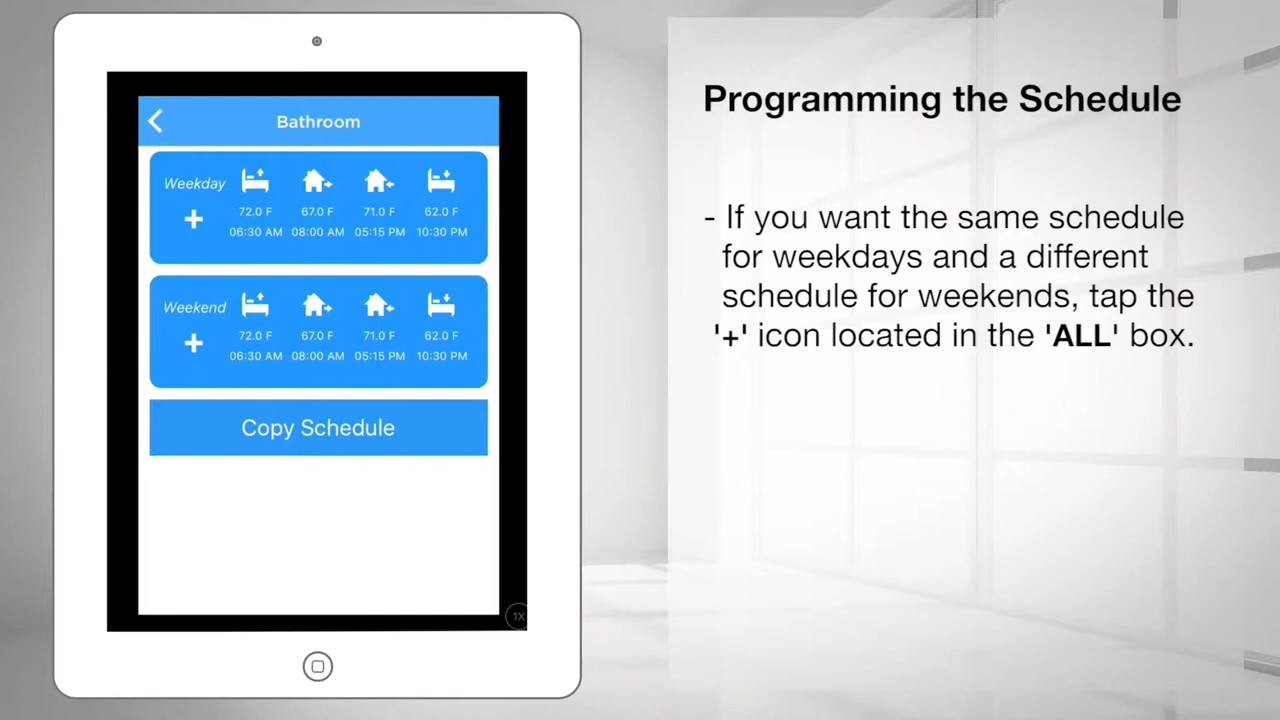 Bathroom
Weekday
72.0 F 67.0 F 71.0 F 62.0 F
06:30 AM 08:00 AM 05:15 PM 10:30 PM
Weekend
72.0 F 67.0 F 71.0 F 62.0 F
06:30 AM 08:00 AM 05:15 PM 10:30 PM
Copy Schedule
1X
Programming the Schedule
- If you want the same schedule
for weekdays and a different
schedule for weekends, tap the
'+' icon located in the 'ALL' box.